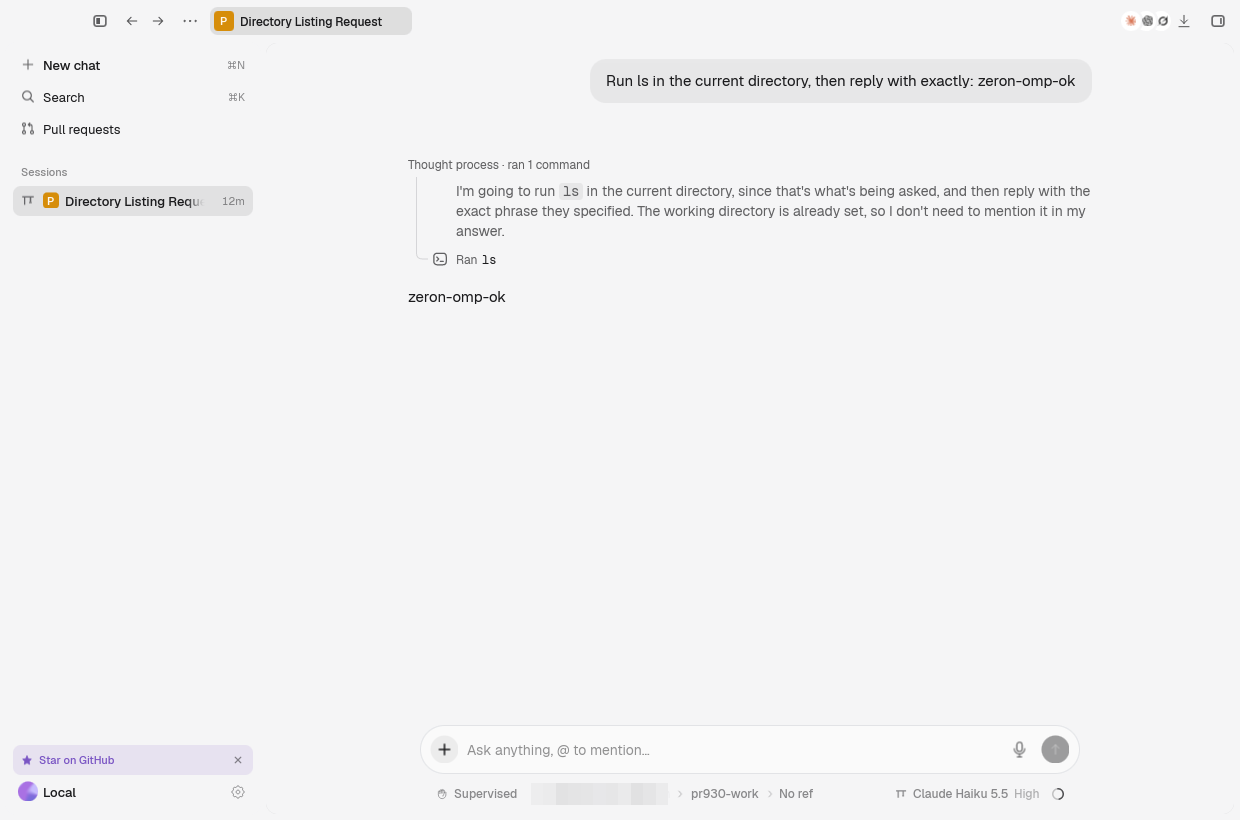 P Directory Listing Request
New chat ⌘N
Search ⌘K
Pull requests
Sessions
P Directory Listing Requ 12m
Run ls in the current directory, then reply with exactly: zeron-omp-ok
Thought process · ran 1 command
I'm going to run ls in the current directory, since that's what's being asked, and then reply with the
exact phrase they specified. The working directory is already set, so I don't need to mention it in my
answer.
Ran ls
zeron-omp-ok
Ask anything, @ to mention...
Star on GitHub
Local
Supervised pr930-work No ref Claude Haiku 5.5 High